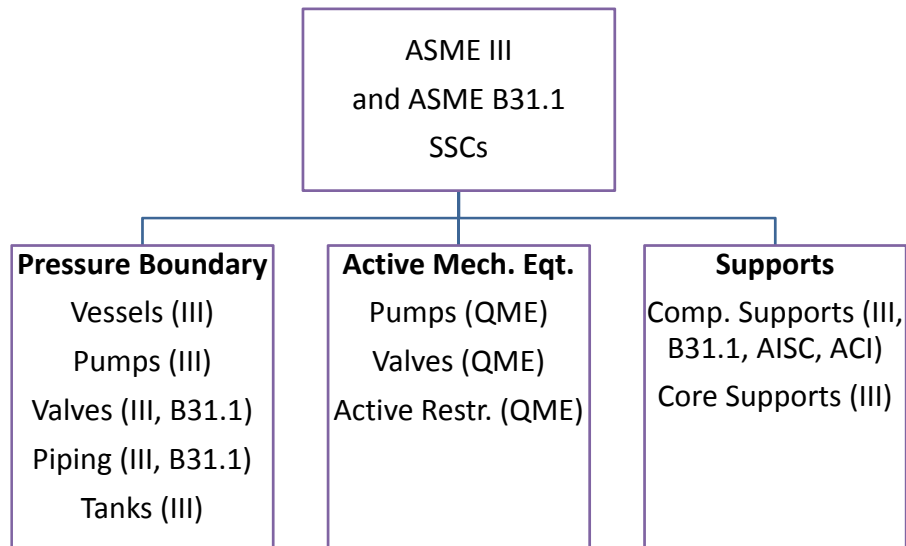 ASME III
and ASME B31.1
SSCs
Pressure Boundary
Vessels (III)
Pumps (III)
Valves (III, B31.1)
Piping (III, B31.1)
Tanks (III)
Active Mech. Eqt.
Pumps (QME)
Valves (QME)
Active Restr. (QME)
Supports
Comp. Supports (III,
B31.1, AISC, ACI)
Core Supports (III)